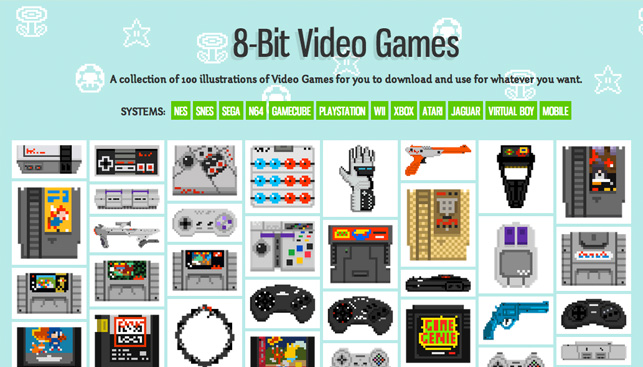 8-Bit Video Games
A collection of 100 illustrations of Video Games for you to download and use for whatever you want.
SYSTEMS: NES SNES SEGA N64 GAMECUBE PLAYSTATION WII XBOX ATARI JAGUAR VIRTUAL BOY MOBILE
GAME
GENIE